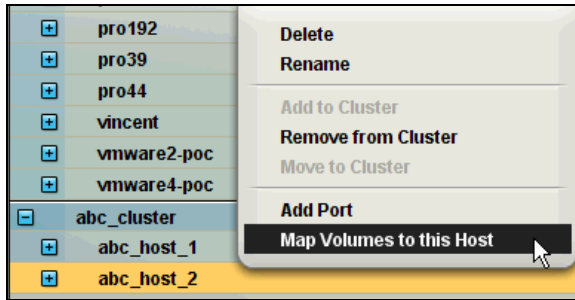 pro192
pro39
pro44
vincent
vmware2-poc
vmware4-poc
abc_cluster
abc_host_1
abc_host_2
Delete
Rename
Add to Cluster
Remove from Cluster
Move to Cluster
Add Port
Map Volumes to this Host